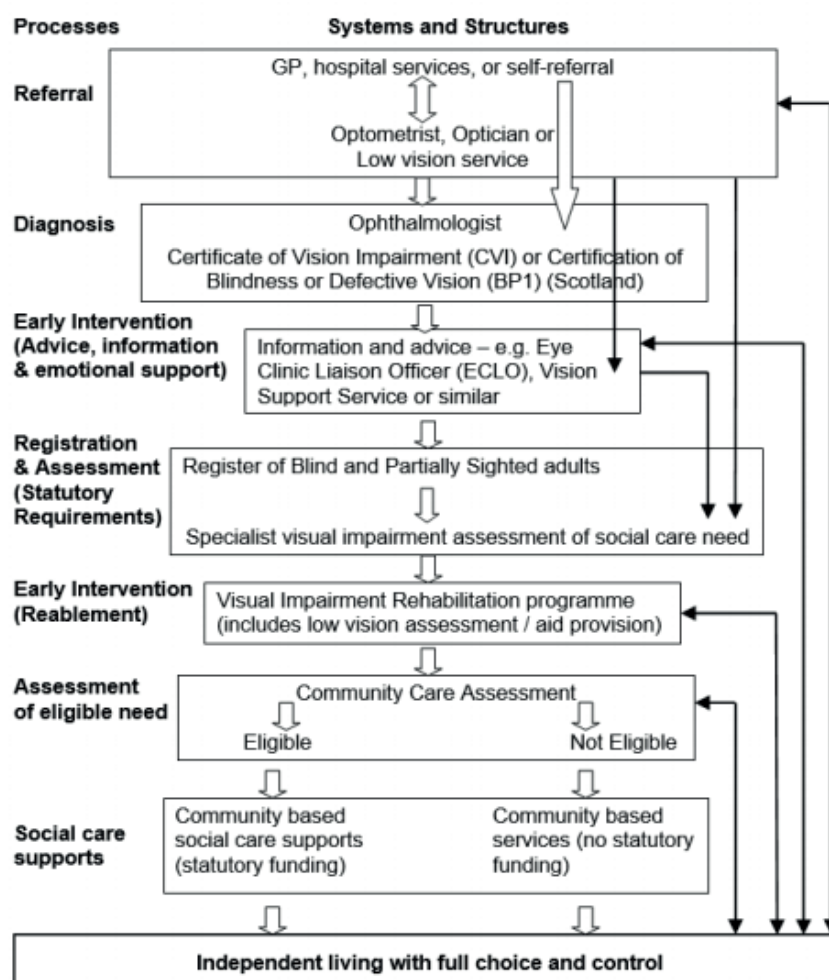 Processes
Systems and Structures
Referral
GP, hospital services, or self-referral
Optometrist, Optician or
Low vision service
Diagnosis
Ophthalmologist
Certificate of Vision Impairment (CVI) or Certification of
Blindness or Defective Vision (BP1) (Scotland)
Early Intervention
(Advice, information
& emotional support)
Information and advice – e.g. Eye
Clinic Liaison Officer (ECLO), Vision
Support Service or similar
Registration
& Assessment
(Statutory
Requirements)
Register of Blind and Partially Sighted adults
Specialist visual impairment assessment of social care need
Early Intervention
(Reablement)
Visual Impairment Rehabilitation programme
(includes low vision assessment / aid provision)
Assessment
of eligible need
Community Care Assessment
Eligible
Not Eligible
Social care
supports
Community based
social care supports
(statutory funding)
Community based
services (no statutory
funding)
Independent living with full choice and control